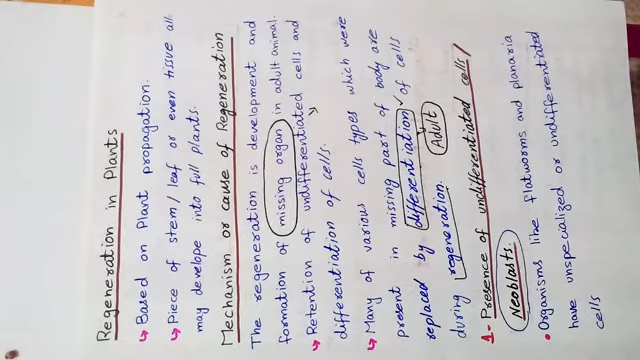 Regeneration in Plants
↳ Based on Plant propagation.
↳ Piece of stem/leaf or even tissue all
may develope into full plants.
Mechanism or cause of Regeneration
The regeneration is development and
formation of missing organ in adult animal.
↳ Retention of undifferentiated cells and
differentiation of cells.
↳ Many of various cells types which were
present in missing part of body are
replaced by differentiation of cells
during regeneration. Adult
1- Presence of undifferentiated cells/
Neoblasts.
• Organisms like flatworms and planaria
have unspecialized or undifferentiated
cells